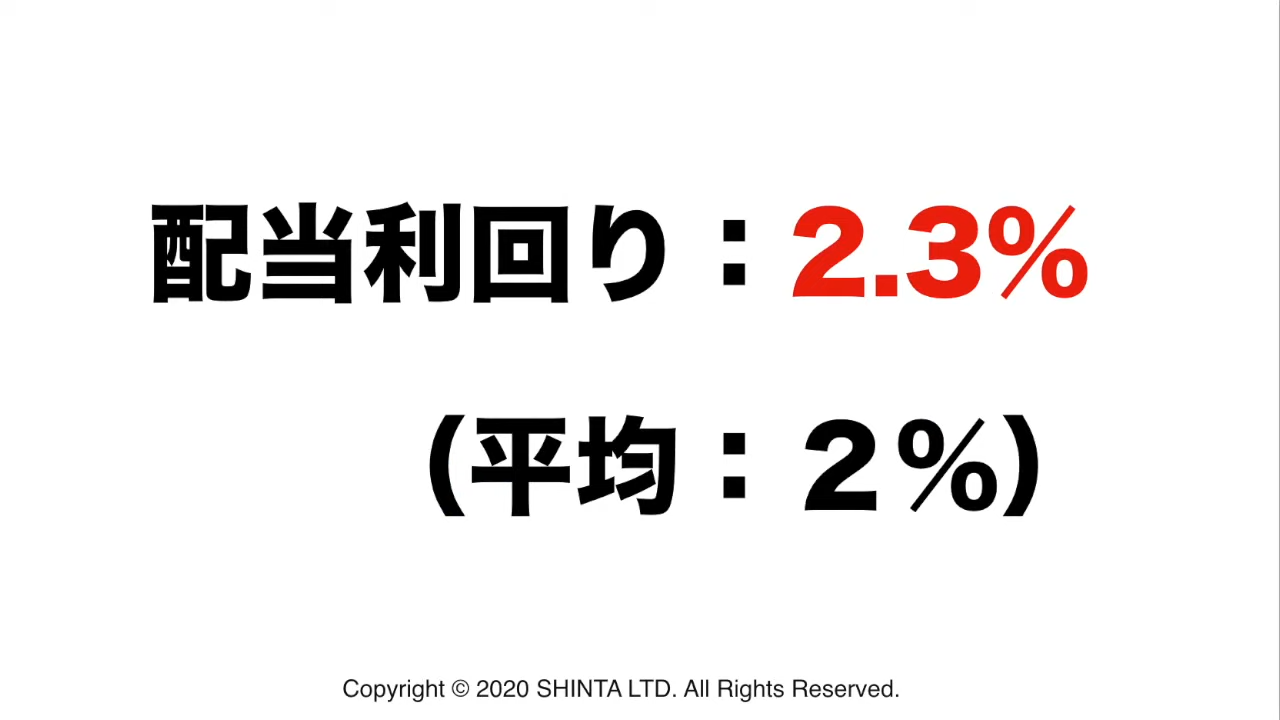 配当利回り：2.3%
（平均：２％）
Copyright © 2020 SHINTA LTD. All Rights Reserved.